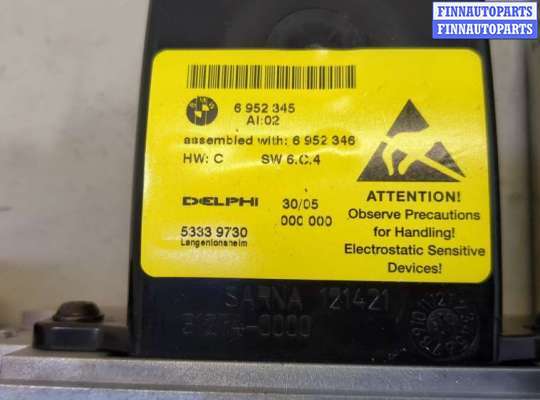 FINNAUTOPARTS
FINNAUTOPARTS
BMW
6 952 345
AI:02
assembled with: 6 952 346
HW: C SW 6.C.4
DELPHI 30/05
000 000
5333 9730
Langenlonsheim
ATTENTION!
Observe Precautions
for Handling!
Electrostatic Sensitive
Devices!
SARNA 121421